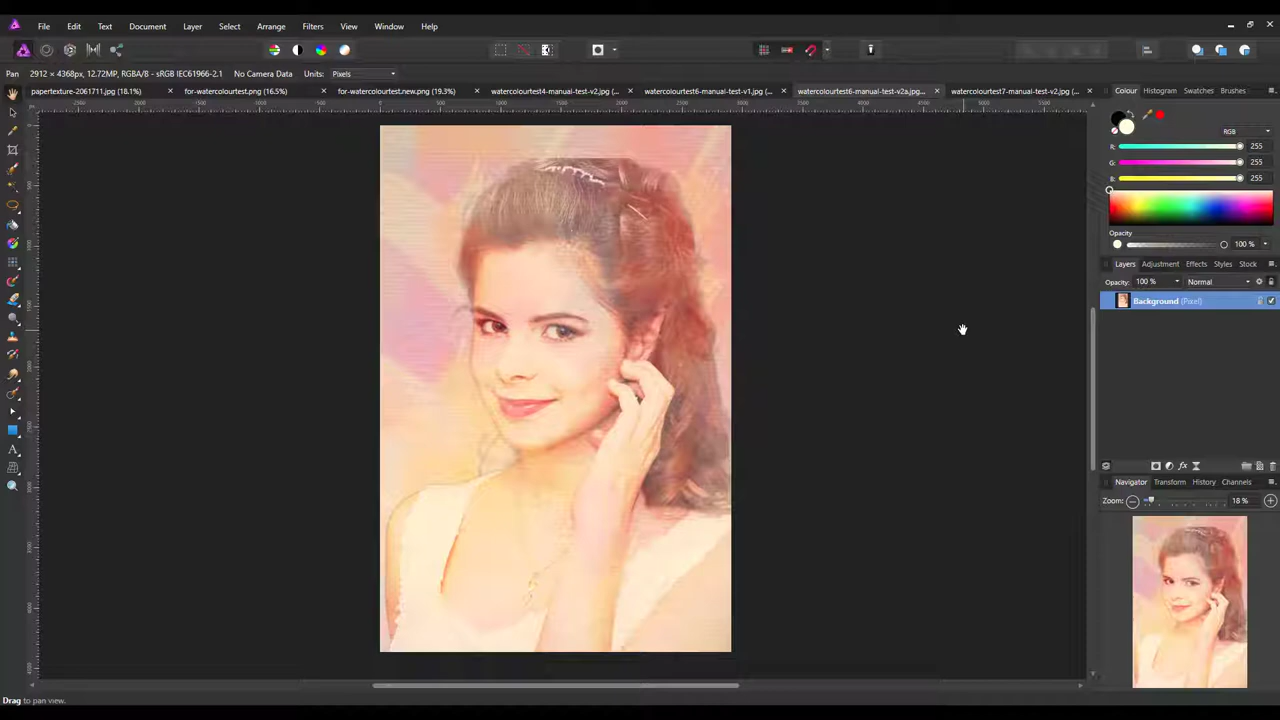 File Edit Text Document Layer Select Arrange Filters View Window Help
Pan 2912 × 4368px, 12.72MP, RGBA/8 - sRGB IEC61966-2.1 No Camera Data Units: Pixels
papertexture-2061711.jpg (18.1%) for-watercolourtest.png (16.5%) for-watercolourtest.new.png (19.3%) watercolourtest4-manual-test-v2.jpg (... watercolourtest6-manual-test-v1.jpg (... watercolourtest6-manual-test-v2a.jpg... watercolourtest7-manual-test-v2.jpg (...
Colour Histogram Swatches Brushes
RGB
R: 255
G: 255
B: 255
Opacity
100 %
Layers Adjustment Effects Styles Stock
Opacity: 100 % Normal
Background (Pixel)
Navigator Transform History Channels
Zoom: 18 %
Drag to pan view.